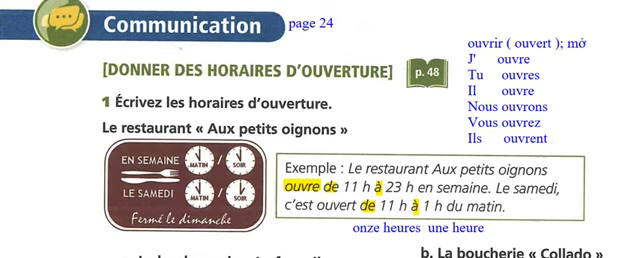 Communication
page 24
ouvrir ( ouvert ); mở
J' ouvre
Tu ouvres
Il ouvre
Nous ouvrons
Vous ouvrez
Ils ouvrent
[DONNER DES HORAIRES D'OUVERTURE] p. 48
1 Écrivez les horaires d'ouverture.
Le restaurant « Aux petits oignons »
EN SEMAINE MATIN / SOIR
LE SAMEDI MATIN / SOIR
Fermé le dimanche
Exemple : Le restaurant Aux petits oignons
ouvre de 11 h à 23 h en semaine. Le samedi,
c'est ouvert de 11 h à 1 h du matin.
onze heures une heure
b. La boucherie « Collado »